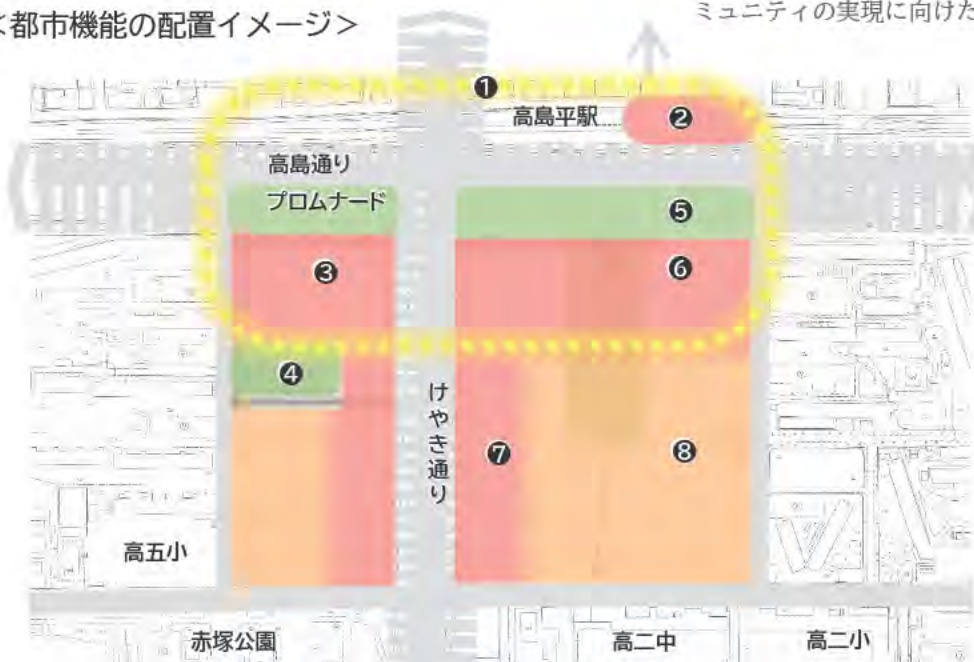 <都市機能の配置イメージ>
ミュニティの実現に向けた
❶
高島平駅
❷
高島通り
プロムナード
❺
❸
❻
❹
けやき通り
❼
❽
高五小
赤塚公園
高二中
高二小